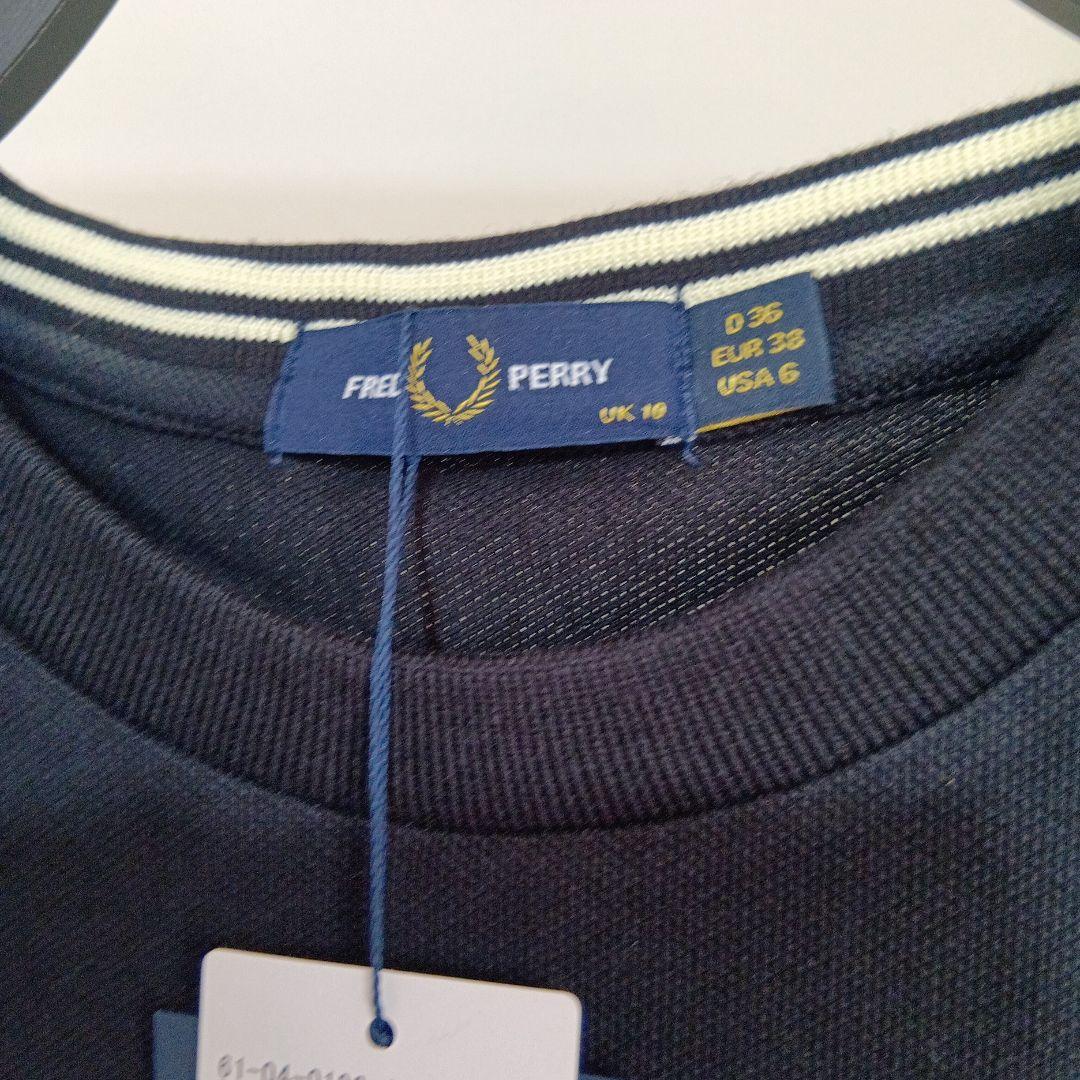 FRED PERRY
UK 10
D 36
EUR 38
USA 6